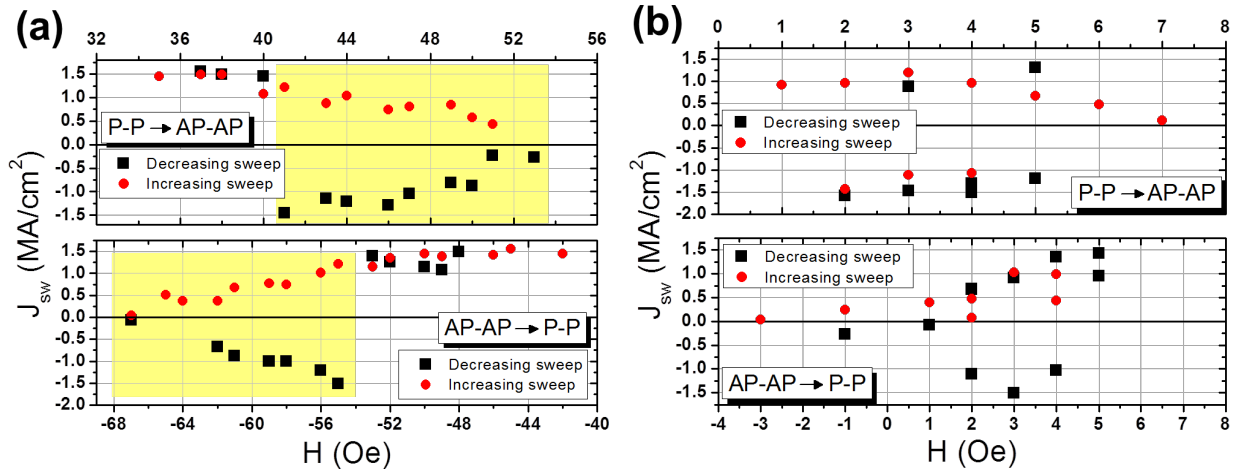 (a)
32 36 40 44 48 52 56
1.5
1.0
0.5
0.0
-0.5
-1.0
-1.5
P-P → AP-AP
Decreasing sweep
Increasing sweep
J_sw (MA/cm²)
1.5
1.0
0.5
0.0
-0.5
-1.0
-1.5
-2.0
AP-AP → P-P
Decreasing sweep
Increasing sweep
-68 -64 -60 -56 -52 -48 -44 -40
H (Oe)
(b)
0 1 2 3 4 5 6 7 8
1.5
1.0
0.5
0.0
-0.5
-1.0
-1.5
-2.0
Decreasing sweep
Increasing sweep
P-P → AP-AP
J_sw (MA/cm²)
1.5
1.0
0.5
0.0
-0.5
-1.0
-1.5
Decreasing sweep
Increasing sweep
AP-AP → P-P
-4 -3 -2 -1 0 1 2 3 4 5 6 7 8
H (Oe)